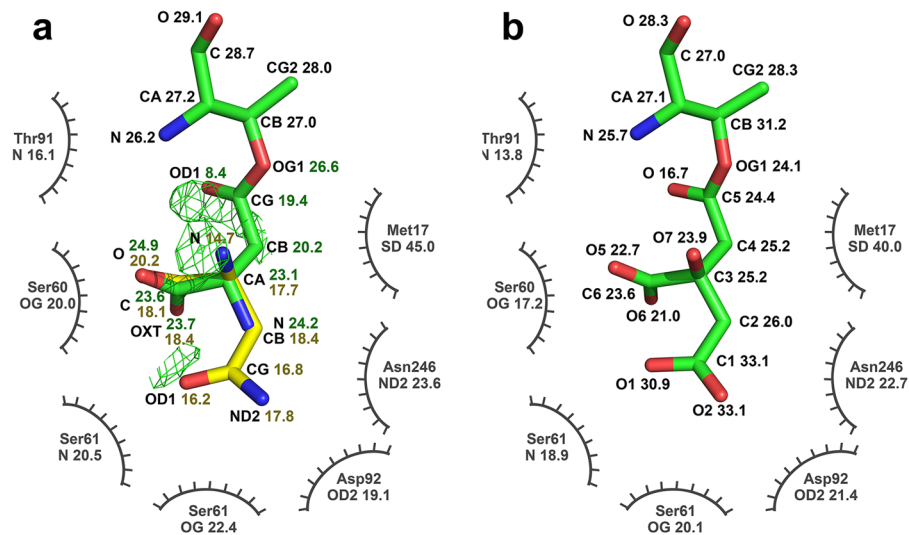 a
O 29.1
C 28.7
CG2 28.0
CA 27.2
CB 27.0
N 26.2
Thr91
N 16.1
OG1 26.6
OD1 8.4
CG 19.4
N 14.7
CB 20.2
Met17
SD 45.0
O 24.9
20.2
CA 23.1
17.7
Ser60
OG 20.0
C 23.6
18.1
OXT 23.7
18.4
N 24.2
CB 18.4
CG 16.8
Asn246
ND2 23.6
OD1 16.2
ND2 17.8
Ser61
N 20.5
Asp92
OD2 19.1
Ser61
OG 22.4
b
O 28.3
C 27.0
CG2 28.3
CA 27.1
CB 31.2
N 25.7
Thr91
N 13.8
OG1 24.1
O 16.7
C5 24.4
O7 23.9
C4 25.2
Met17
SD 40.0
O5 22.7
C3 25.2
Ser60
OG 17.2
C6 23.6
O6 21.0
C2 26.0
C1 33.1
Asn246
ND2 22.7
O1 30.9
O2 33.1
Ser61
N 18.9
Asp92
OD2 21.4
Ser61
OG 20.1